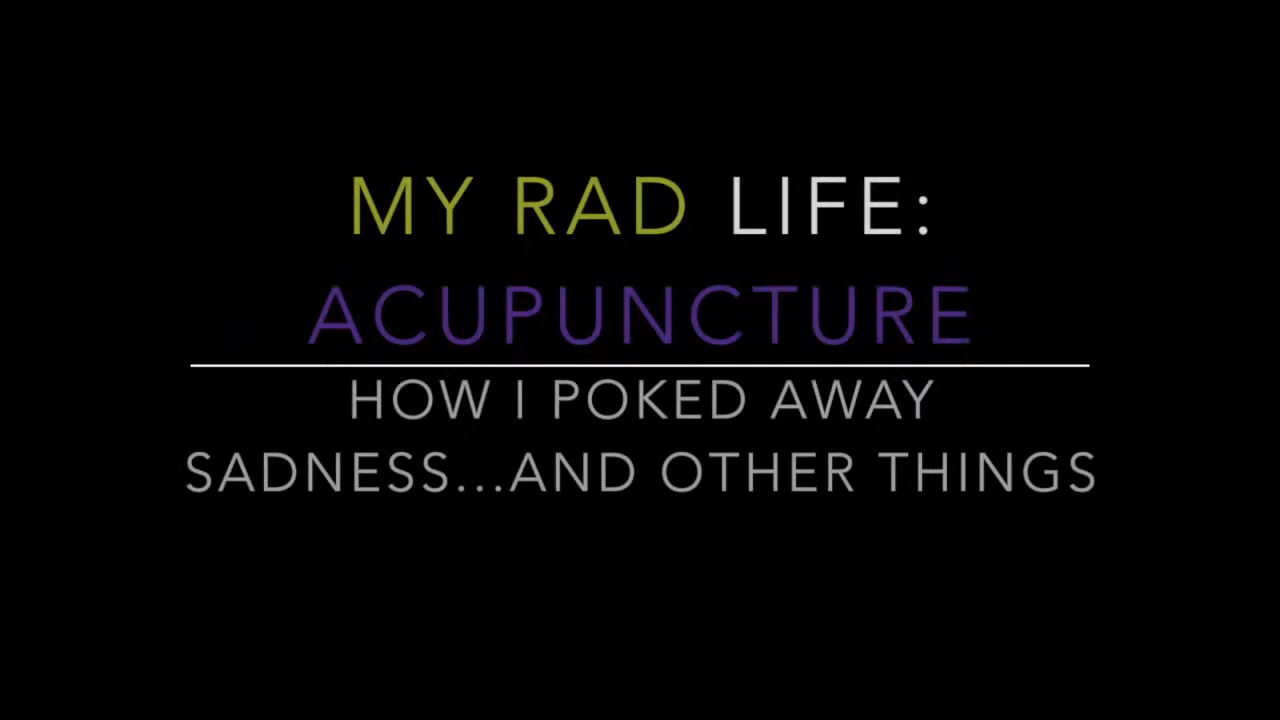 MY RAD LIFE:
ACUPUNCTURE
HOW I POKED AWAY
SADNESS...AND OTHER THINGS